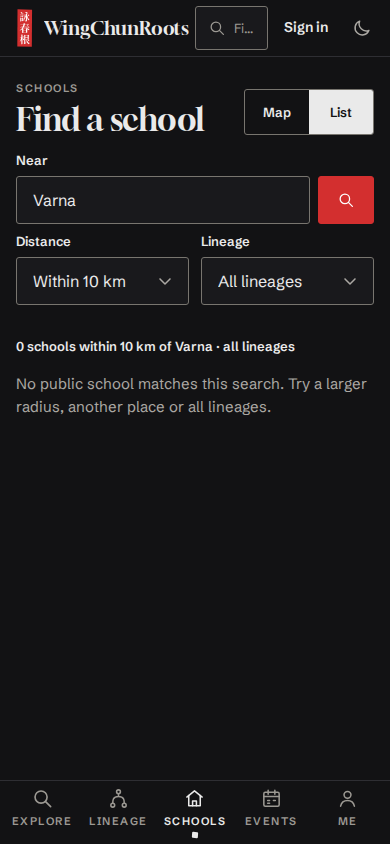 詠春根
WingChunRoots
Fi...
Sign in
SCHOOLS
Find a school
Map
List
Near
Varna
Distance
Lineage
Within 10 km
All lineages
0 schools within 10 km of Varna · all lineages
No public school matches this search. Try a larger
radius, another place or all lineages.
EXPLORE
LINEAGE
SCHOOLS
EVENTS
ME